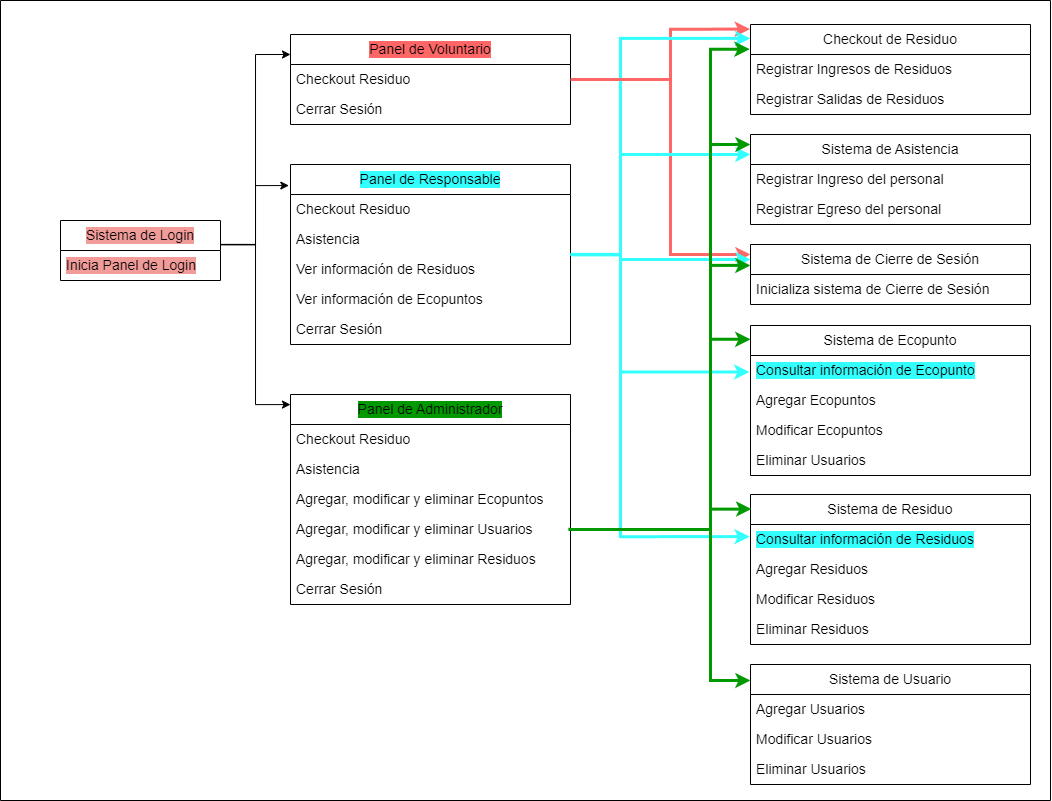 Sistema de Login
Inicia Panel de Login
Panel de Voluntario
Checkout Residuo
Cerrar Sesión
Panel de Responsable
Checkout Residuo
Asistencia
Ver información de Residuos
Ver información de Ecopuntos
Cerrar Sesión
Panel de Administrador
Checkout Residuo
Asistencia
Agregar, modificar y eliminar Ecopuntos
Agregar, modificar y eliminar Usuarios
Agregar, modificar y eliminar Residuos
Cerrar Sesión
Checkout de Residuo
Registrar Ingresos de Residuos
Registrar Salidas de Residuos
Sistema de Asistencia
Registrar Ingreso del personal
Registrar Egreso del personal
Sistema de Cierre de Sesión
Inicializa sistema de Cierre de Sesión
Sistema de Ecopunto
Consultar información de Ecopunto
Agregar Ecopuntos
Modificar Ecopuntos
Eliminar Usuarios
Sistema de Residuo
Consultar información de Residuos
Agregar Residuos
Modificar Residuos
Eliminar Residuos
Sistema de Usuario
Agregar Usuarios
Modificar Usuarios
Eliminar Usuarios